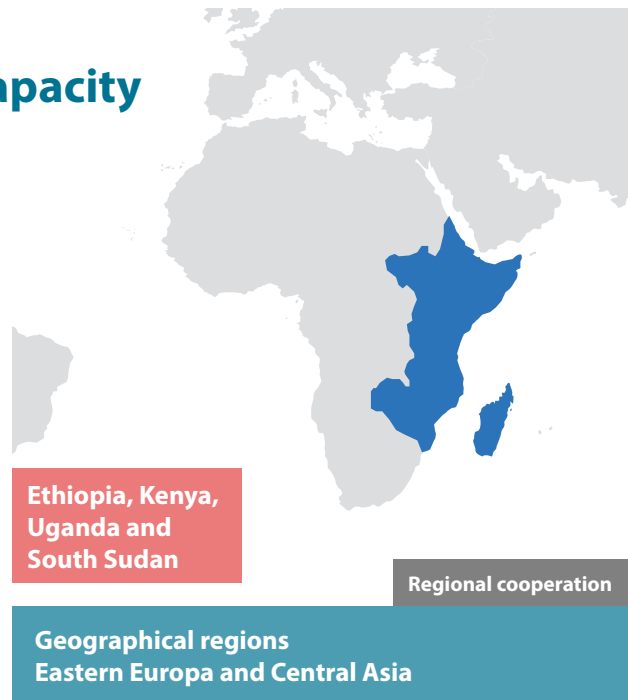 apacity
Ethiopia, Kenya,
Uganda and
South Sudan
Regional cooperation
Geographical regions
Eastern Europa and Central Asia